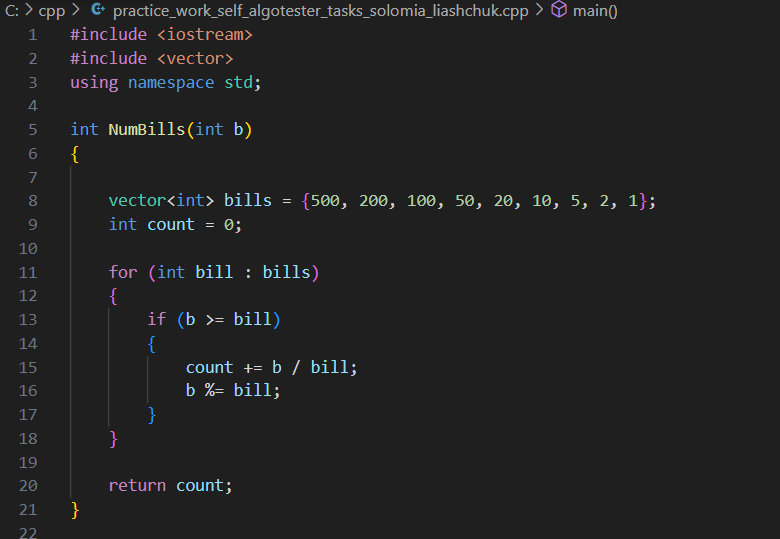 C: > cpp > practice_work_self_algotester_tasks_solomia_liashchuk.cpp > main()
1 #include <iostream>
2 #include <vector>
3 using namespace std;
4
5 int NumBills(int b)
6 {
7
8     vector<int> bills = {500, 200, 100, 50, 20, 10, 5, 2, 1};
9     int count = 0;
10
11     for (int bill : bills)
12     {
13         if (b >= bill)
14         {
15             count += b / bill;
16             b %= bill;
17         }
18     }
19
20     return count;
21 }
22